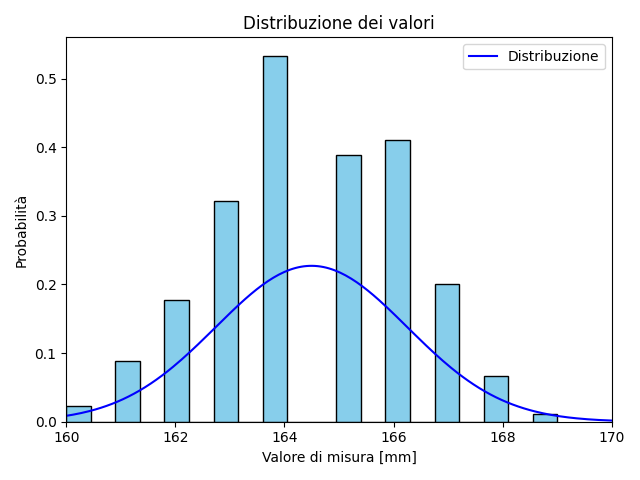 Distribuzione dei valori
Distribuzione
Probabilità
0.5
0.4
0.3
0.2
0.1
0.0
160 162 164 166 168 170
Valore di misura [mm]